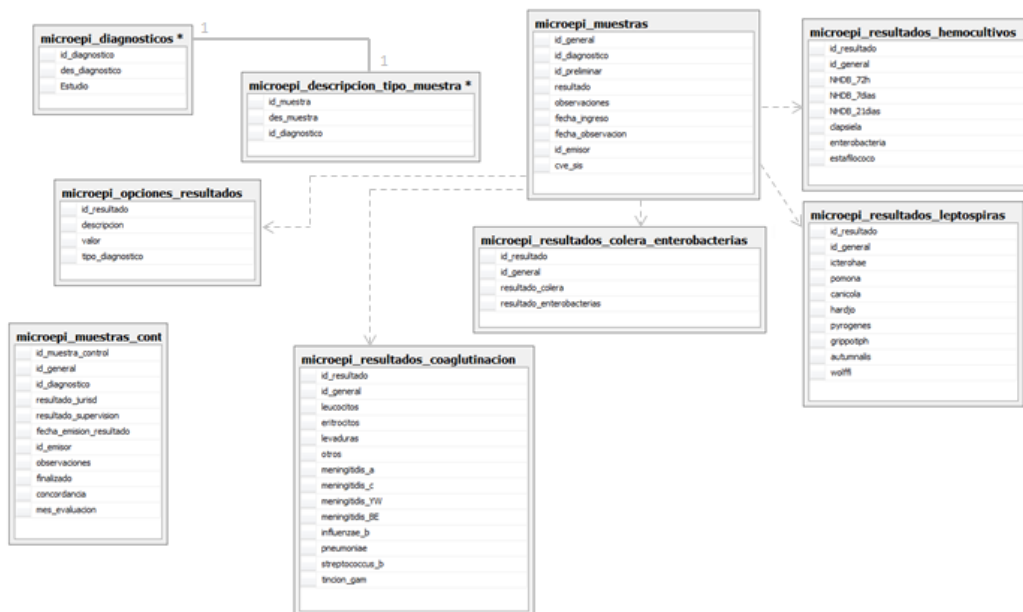 microepi_diagnosticos *
id_diagnostico
des_diagnostico
Estudio
1
1
microepi_descripcion_tipo_muestra *
id_muestra
des_muestra
id_diagnostico
microepi_muestras
id_general
id_diagnostico
id_preliminar
resultado
observaciones
fecha_ingreso
fecha_observacion
id_emisor
cve_sis
microepi_resultados_hemocultivos
id_resultado
id_general
NHDB_72h
NHDB_7dias
NHDB_21dias
clapsiela
enterobacteria
estafilococo
microepi_opciones_resultados
id_resultado
descripcion
valor
tipo_diagnostico
microepi_resultados_colera_enterobacterias
id_resultado
id_general
resultado_colera
resultado_enterobacterias
microepi_resultados_leptospiras
id_resultado
id_general
icterohae
pomona
canicola
hardjo
pyrogenes
grippotiph
autumnalis
wolffi
microepi_muestras_cont
id_muestra_control
id_general
id_diagnostico
resultado_jurisd
resultado_supervision
fecha_emision_resultado
id_emisor
observaciones
finalizado
concordancia
mes_evaluacion
microepi_resultados_coaglutinacion
id_resultado
id_general
leucocitos
eritrocitos
levaduras
otros
meningitidis_a
meningitidis_c
meningitidis_YW
meningitidis_BE
influenzae_b
pneumoniae
streptococcus_b
tincion_gam